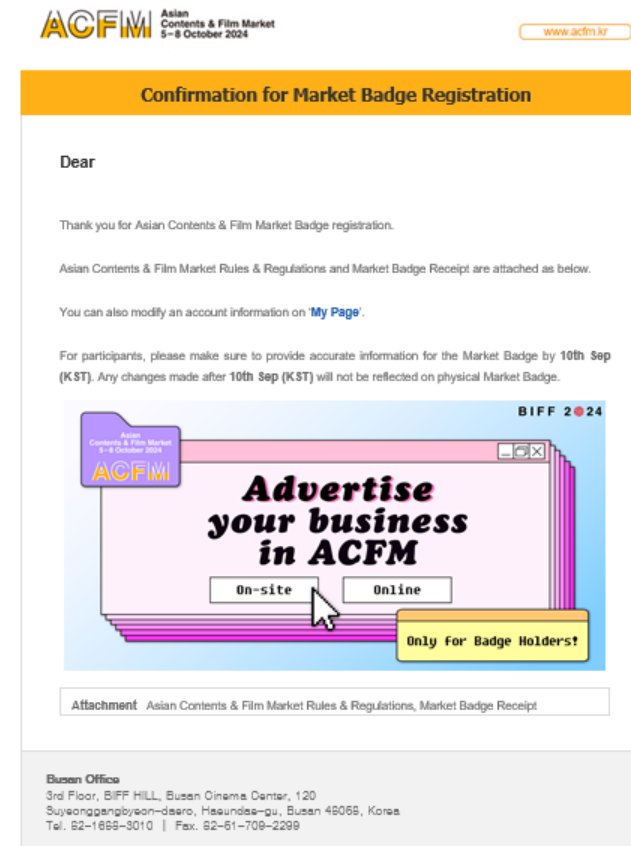 ACFM
Asian
Contents & Film Market
5–8 October 2024
www.acfm.kr
Confirmation for Market Badge Registration
Dear
Thank you for Asian Contents & Film Market Badge registration.
Asian Contents & Film Market Rules & Regulations and Market Badge Receipt are attached as below.
You can also modify an account information on 'My Page'.
For participants, please make sure to provide accurate information for the Market Badge by 10th Sep
(KST). Any changes made after 10th Sep (KST) will not be reflected on physical Market Badge.
BIFF 2024
Asian
Contents & Film Market
5–8 October 2024
ACFM
Advertise
your business
in ACFM
On-site
Online
Only for Badge Holders!
Attachment Asian Contents & Film Market Rules & Regulations, Market Badge Receipt
Busan Office
3rd Floor, BIFF HILL, Busan Cinema Center, 120
Suyeonggangbyeon-daero, Haeundae-gu, Busan 48058, Korea
Tel. 82-1688-3010 | Fax. 82-51-709-2299